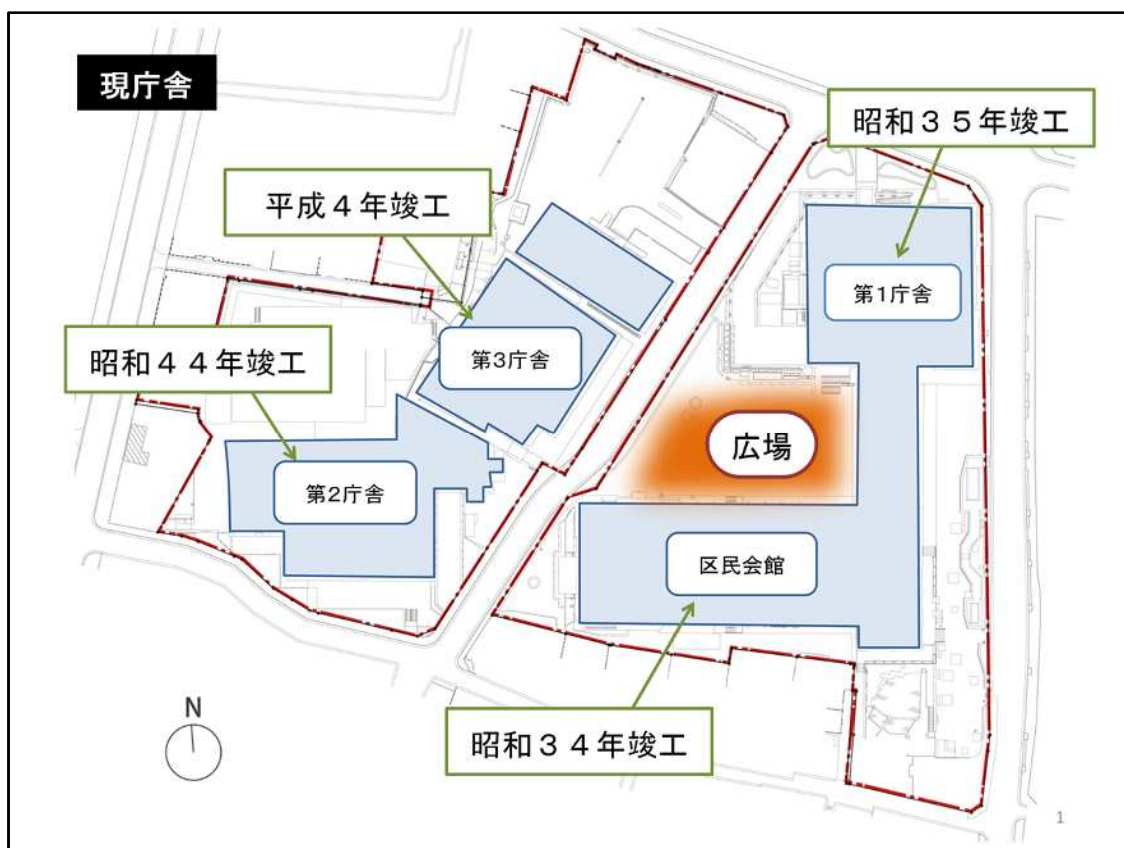 現庁舎
昭和３５年竣工
平成４年竣工
第1庁舎
昭和４４年竣工
第3庁舎
広場
第2庁舎
区民会館
昭和３４年竣工
N
1